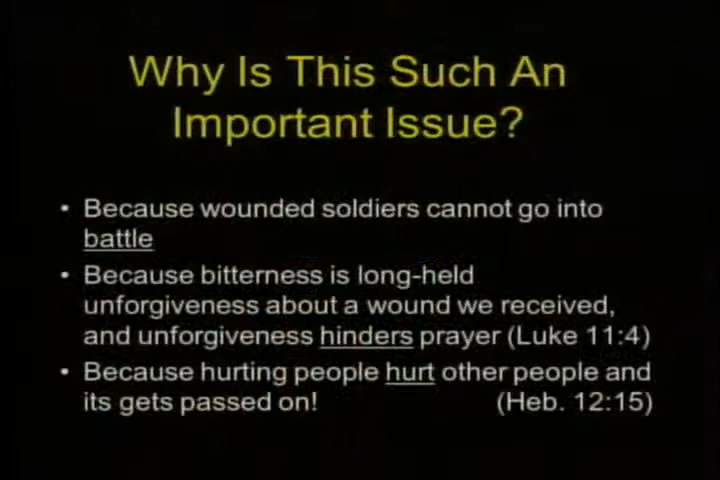 Why Is This Such An
Important Issue?
• Because wounded soldiers cannot go into
battle
• Because bitterness is long-held
unforgiveness about a wound we received,
and unforgiveness hinders prayer (Luke 11:4)
• Because hurting people hurt other people and
its gets passed on! (Heb. 12:15)